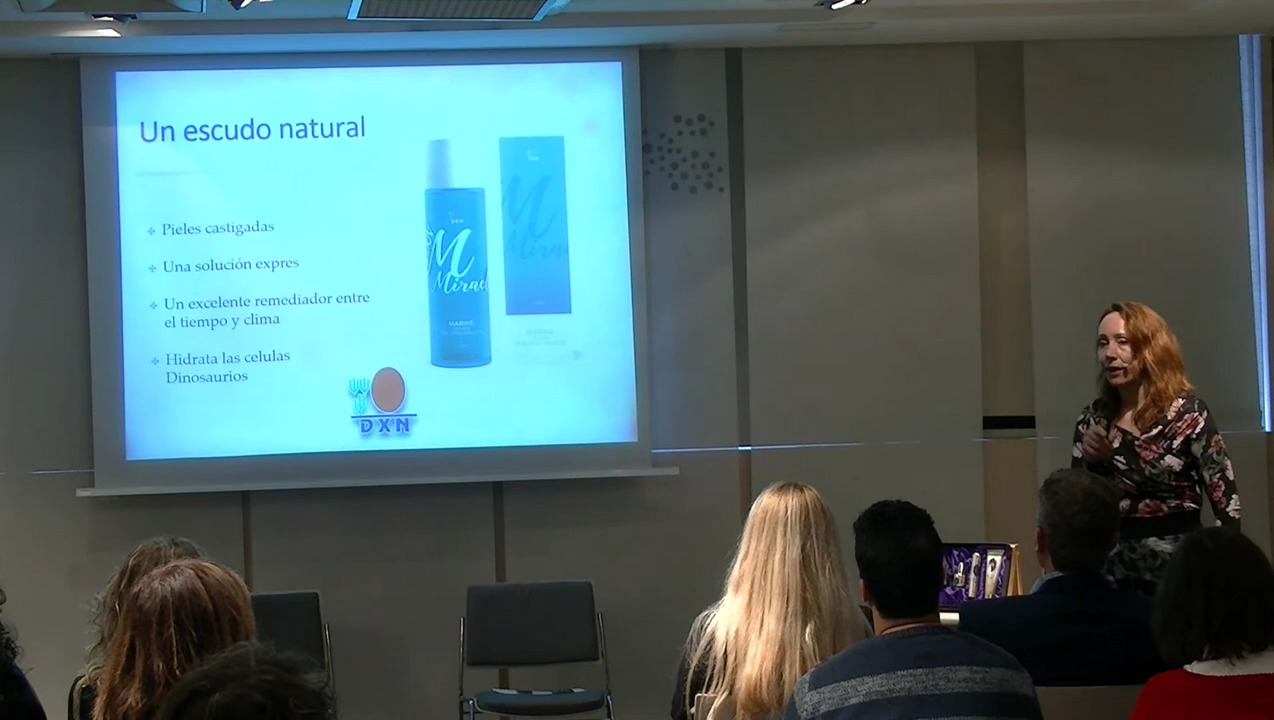 Un escudo natural
Pieles castigadas
Una solución expres
Un excelente remediador entre
el tiempo y clima
Hidrata las celulas
Dinosaurios
DXN
M
Miracl
MARINE
M
DXN